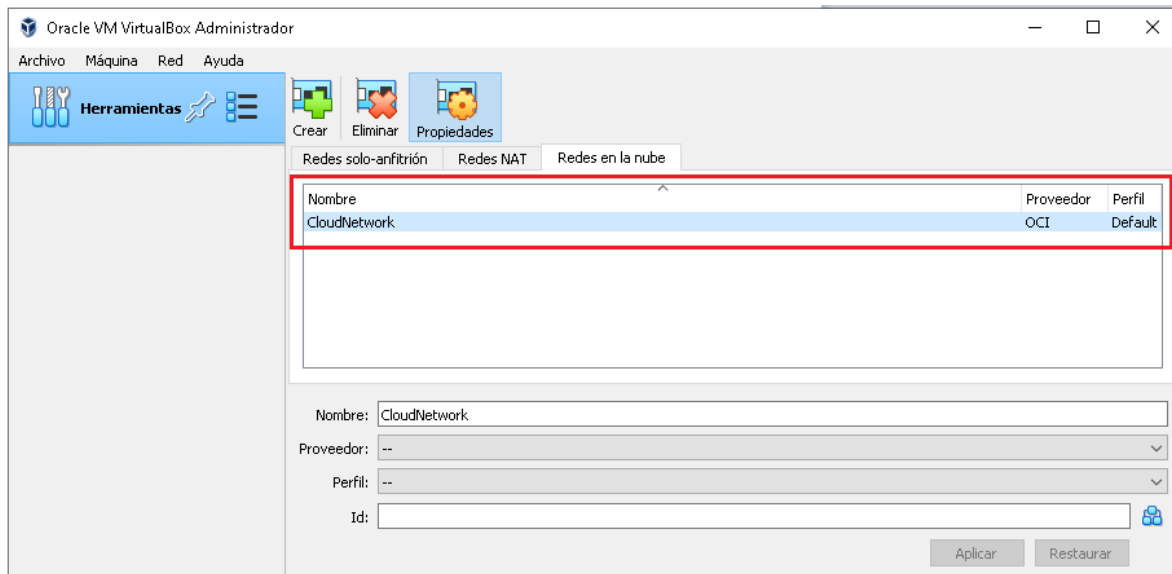 Oracle VM VirtualBox Administrador
Archivo Máquina Red Ayuda
Herramientas
Crear Eliminar Propiedades
Redes solo-anfitrión Redes NAT Redes en la nube
Nombre Proveedor Perfil
CloudNetwork OCI Default
Nombre: CloudNetwork
Proveedor: --
Perfil: --
Id:
Aplicar Restaurar